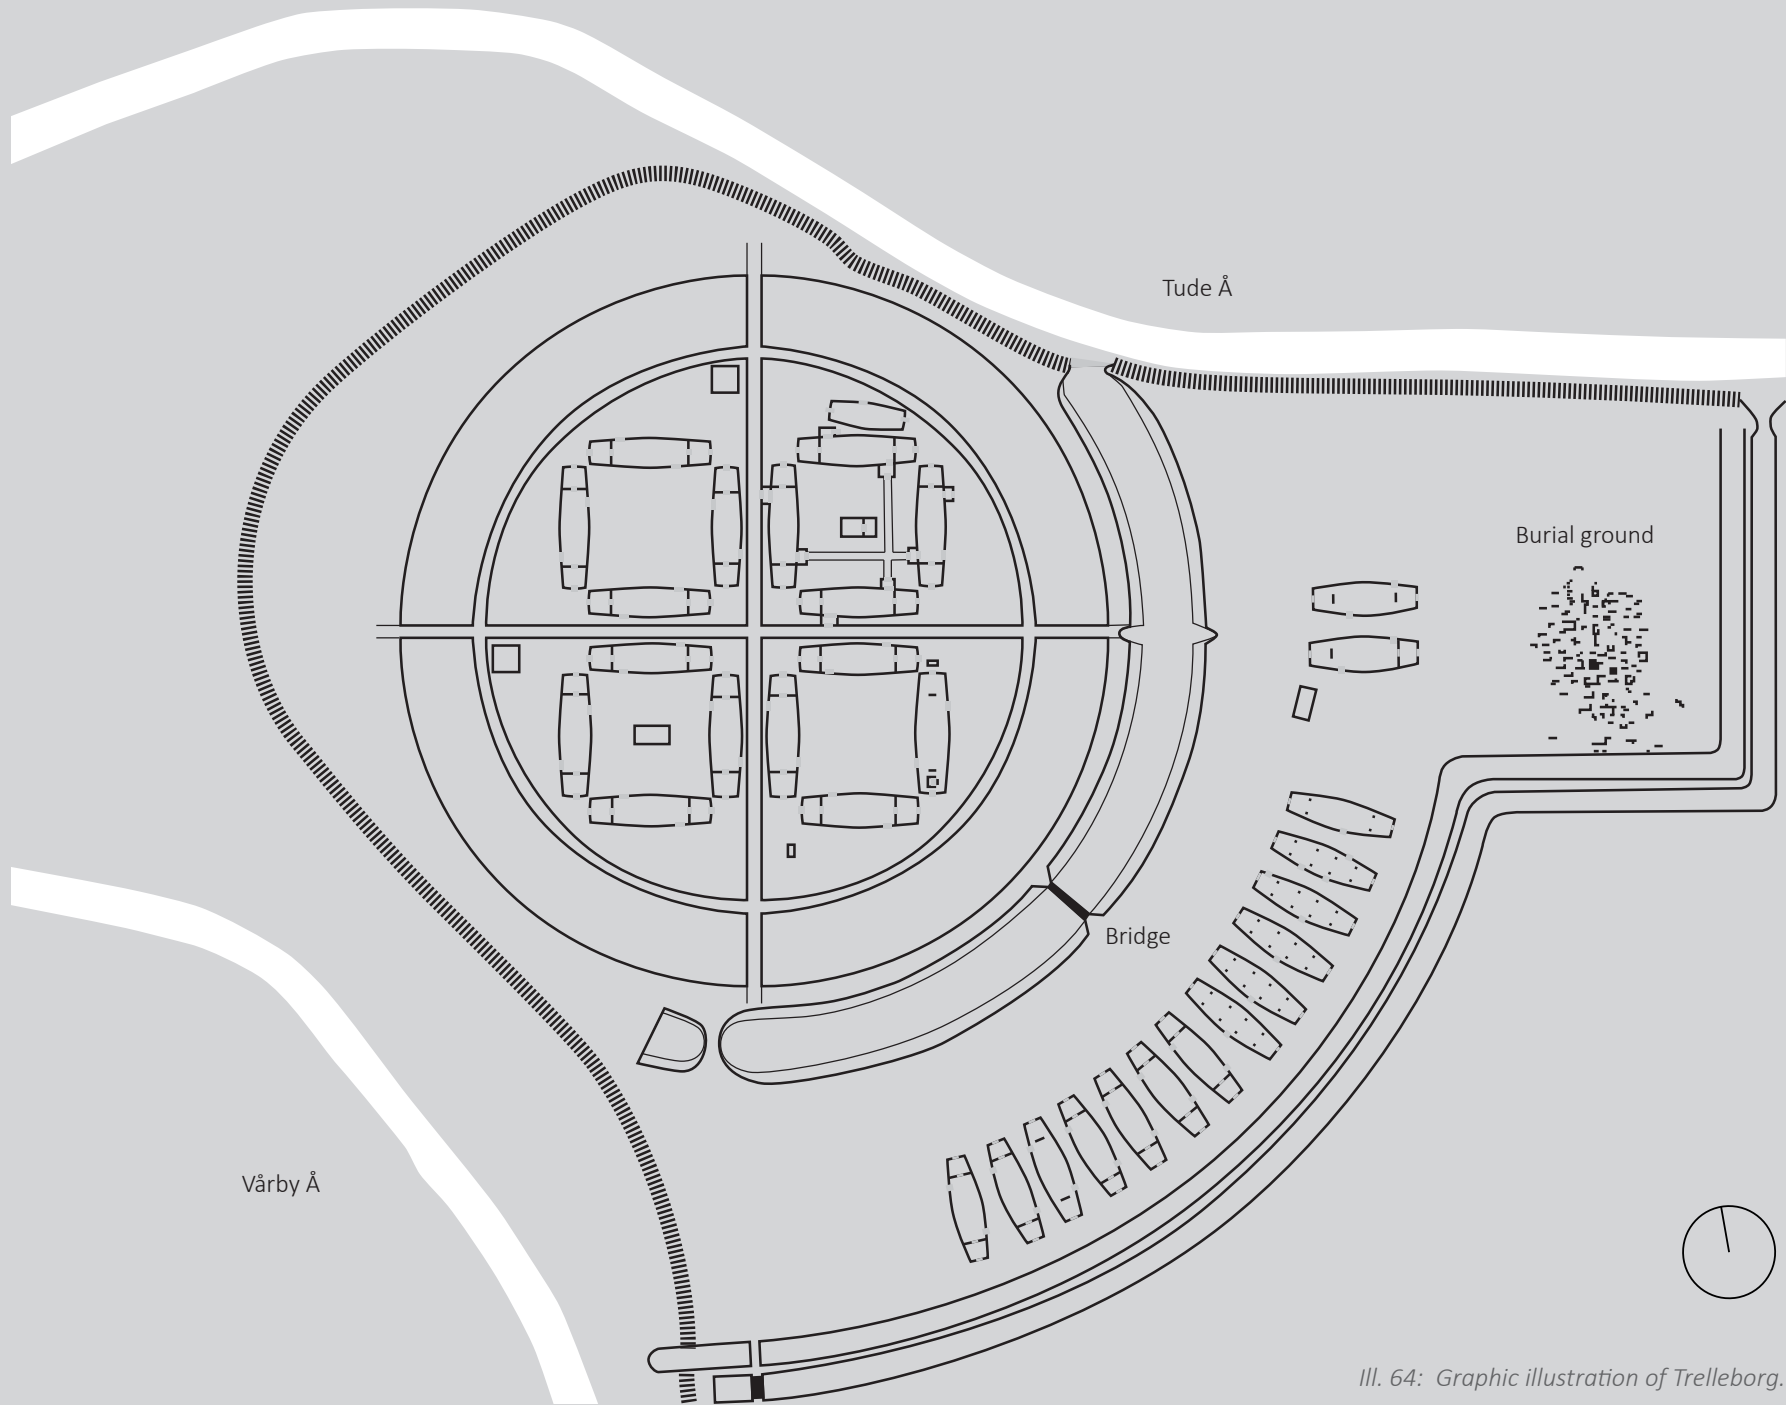 Tude Å
Burial ground
Bridge
Vårby Å
Ill. 64: Graphic illustration of Trelleborg.